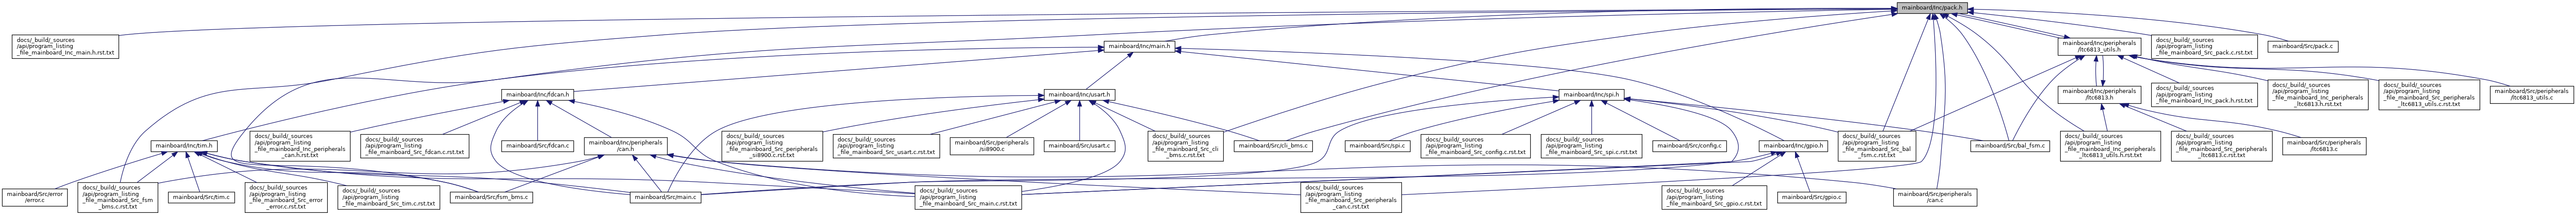 mainboard/Inc/pack.h
docs/_build/_sources
/api/program_listing
_file_mainboard_Inc_main.h.rst.txt
mainboard/Inc/main.h
mainboard/Inc/peripherals
/ltc6813_utils.h
docs/_build/_sources
/api/program_listing
_file_mainboard_Src_pack.c.rst.txt
mainboard/Src/pack.c
mainboard/Inc/fdcan.h
mainboard/Inc/usart.h
mainboard/Inc/spi.h
mainboard/Inc/peripherals
/ltc6813.h
docs/_build/_sources
/api/program_listing
_file_mainboard_Inc_pack.h.rst.txt
docs/_build/_sources
/api/program_listing
_file_mainboard_Inc_peripherals
_ltc6813.h.rst.txt
docs/_build/_sources
/api/program_listing
_file_mainboard_Src_peripherals
_ltc6813_utils.c.rst.txt
mainboard/Src/peripherals
/ltc6813_utils.c
mainboard/Inc/tim.h
docs/_build/_sources
/api/program_listing
_file_mainboard_Inc_peripherals
_can.h.rst.txt
docs/_build/_sources
/api/program_listing
_file_mainboard_Src_fdcan.c.rst.txt
mainboard/Src/fdcan.c
mainboard/Inc/peripherals
/can.h
docs/_build/_sources
/api/program_listing
_file_mainboard_Src_peripherals
_si8900.c.rst.txt
docs/_build/_sources
/api/program_listing
_file_mainboard_Src_usart.c.rst.txt
mainboard/Src/peripherals
/si8900.c
mainboard/Src/usart.c
docs/_build/_sources
/api/program_listing
_file_mainboard_Src_cli
_bms.c.rst.txt
mainboard/Src/cli_bms.c
mainboard/Src/spi.c
docs/_build/_sources
/api/program_listing
_file_mainboard_Src_config.c.rst.txt
docs/_build/_sources
/api/program_listing
_file_mainboard_Src_spi.c.rst.txt
mainboard/Src/config.c
mainboard/Inc/gpio.h
docs/_build/_sources
/api/program_listing
_file_mainboard_Src_bal
_fsm.c.rst.txt
mainboard/Src/bal_fsm.c
docs/_build/_sources
/api/program_listing
_file_mainboard_Inc_peripherals
_ltc6813_utils.h.rst.txt
docs/_build/_sources
/api/program_listing
_file_mainboard_Src_peripherals
_ltc6813.c.rst.txt
mainboard/Src/peripherals
/ltc6813.c
mainboard/Src/error
/error.c
docs/_build/_sources
/api/program_listing
_file_mainboard_Src_fsm
_bms.c.rst.txt
mainboard/Src/tim.c
docs/_build/_sources
/api/program_listing
_file_mainboard_Src_error
_error.c.rst.txt
docs/_build/_sources
/api/program_listing
_file_mainboard_Src_tim.c.rst.txt
mainboard/Src/fsm_bms.c
mainboard/Src/main.c
docs/_build/_sources
/api/program_listing
_file_mainboard_Src_main.c.rst.txt
docs/_build/_sources
/api/program_listing
_file_mainboard_Src_peripherals
_can.c.rst.txt
docs/_build/_sources
/api/program_listing
_file_mainboard_Src_gpio.c.rst.txt
mainboard/Src/gpio.c
mainboard/Src/peripherals
/can.c